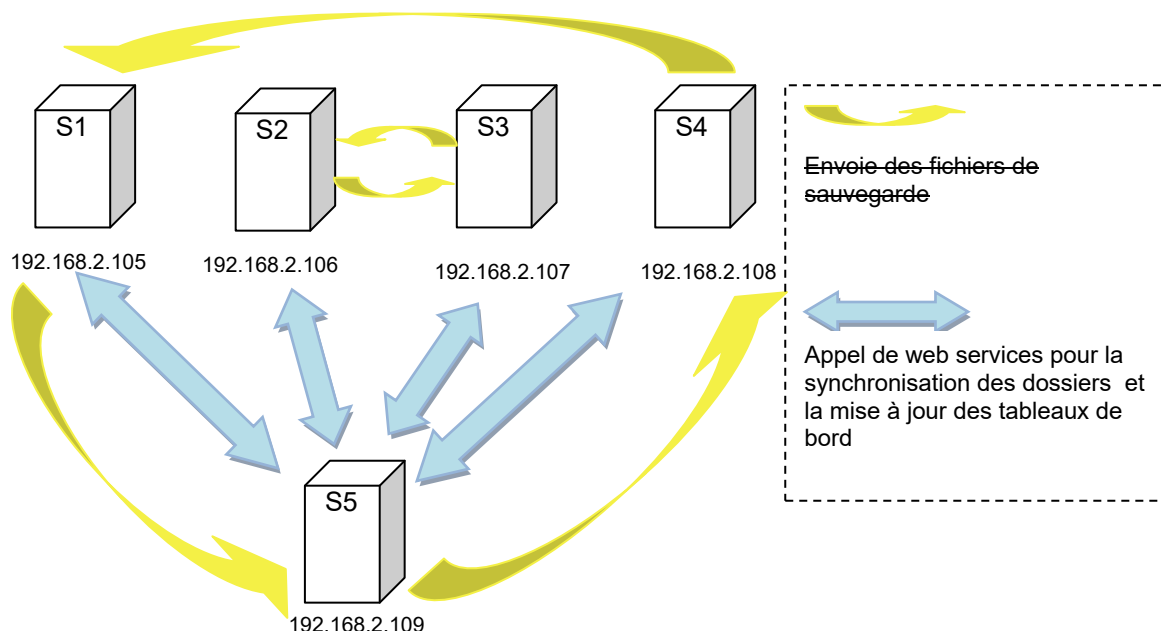 S1
S2
S3
S4
192.168.2.105
192.168.2.106
192.168.2.107
192.168.2.108
S5
192.168.2.109
Envoie des fichiers de
sauvegarde
Appel de web services pour la
synchronisation des dossiers et
la mise à jour des tableaux de
bord